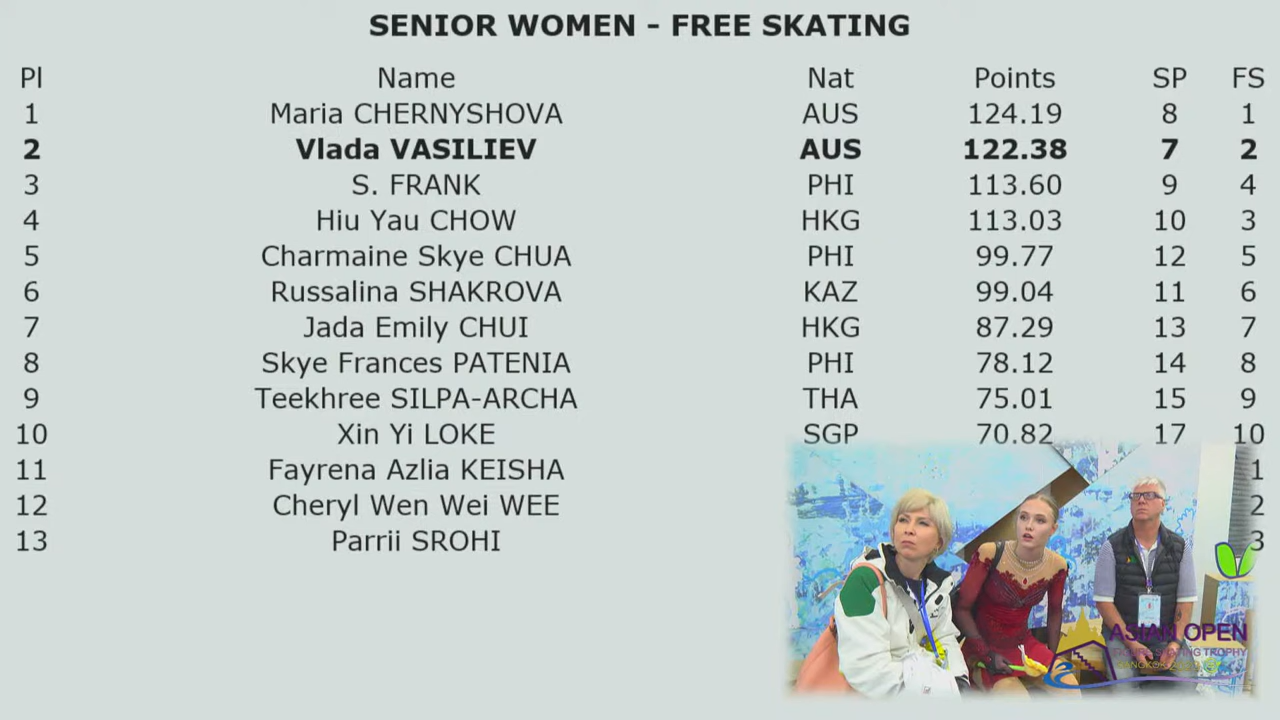 SENIOR WOMEN - FREE SKATING
Pl Name Nat Points SP FS
1 Maria CHERNYSHOVA AUS 124.19 8 1
2 Vlada VASILIEV AUS 122.38 7 2
3 S. FRANK PHI 113.60 9 4
4 Hiu Yau CHOW HKG 113.03 10 3
5 Charmaine Skye CHUA PHI 99.77 12 5
6 Russalina SHAKROVA KAZ 99.04 11 6
7 Jada Emily CHUI HKG 87.29 13 7
8 Skye Frances PATENIA PHI 78.12 14 8
9 Teekhree SILPA-ARCHA THA 75.01 15 9
10 Xin Yi LOKE SGP 70.82 17 10
11 Fayrena Azlia KEISHA 1
12 Cheryl Wen Wei WEE 2
13 Parrii SROHI 3
ASIAN OPEN
TROPHY